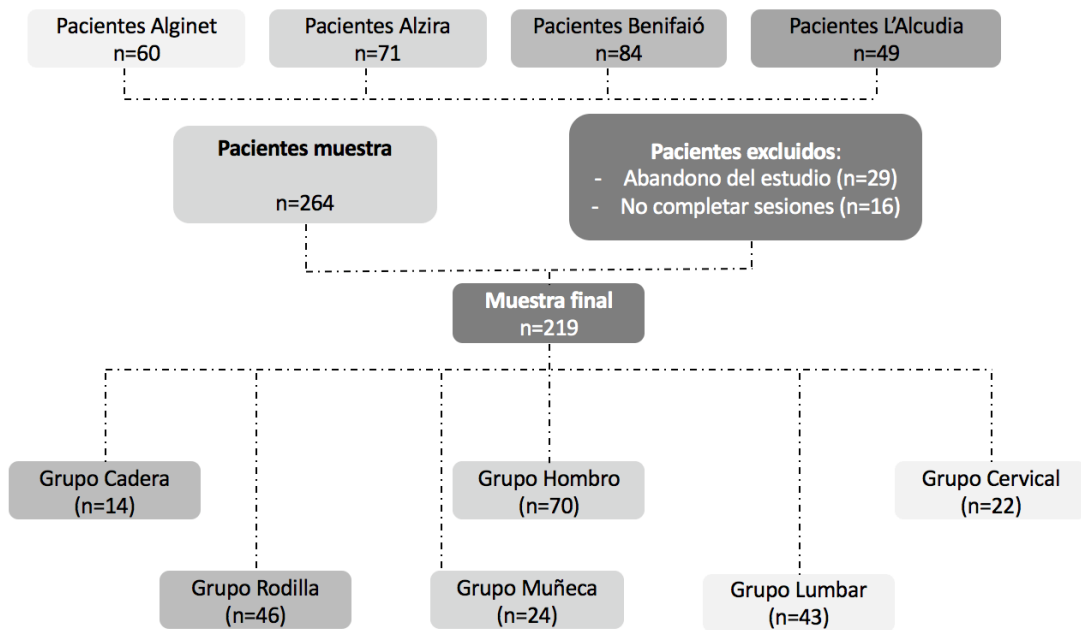 Pacientes Alginet
n=60
Pacientes Alzira
n=71
Pacientes Benifaió
n=84
Pacientes L’Alcudia
n=49
Pacientes muestra
n=264
Pacientes excluidos:
- Abandono del estudio (n=29)
- No completar sesiones (n=16)
Muestra final
n=219
Grupo Cadera
(n=14)
Grupo Hombro
(n=70)
Grupo Cervical
(n=22)
Grupo Rodilla
(n=46)
Grupo Muñeca
(n=24)
Grupo Lumbar
(n=43)